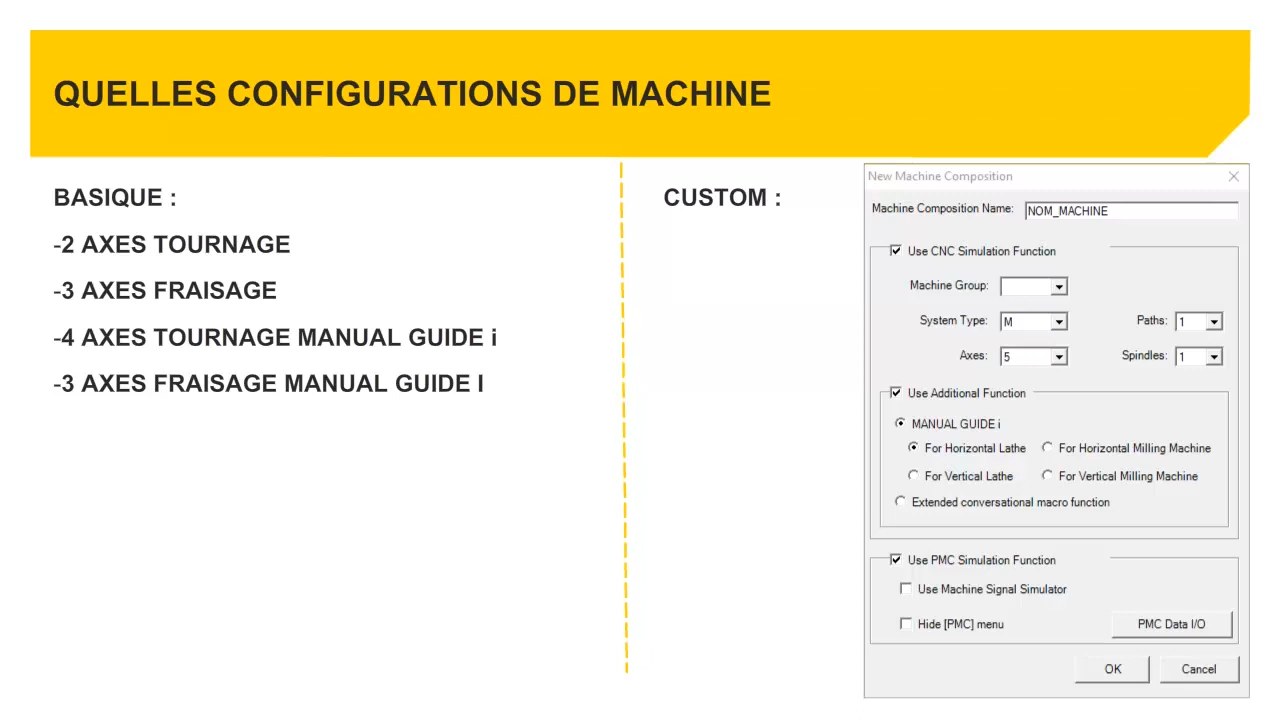 QUELLES CONFIGURATIONS DE MACHINE
BASIQUE :
-2 AXES TOURNAGE
-3 AXES FRAISAGE
-4 AXES TOURNAGE MANUAL GUIDE i
-3 AXES FRAISAGE MANUAL GUIDE I
CUSTOM :
New Machine Composition
Machine Composition Name: NOM_MACHINE
Use CNC Simulation Function
Machine Group:
System Type: M Paths: 1
Axes: 5 Spindles: 1
Use Additional Function
MANUAL GUIDE i
For Horizontal Lathe For Horizontal Milling Machine
For Vertical Lathe For Vertical Milling Machine
Extended conversational macro function
Use PMC Simulation Function
Use Machine Signal Simulator
Hide [PMC] menu PMC Data I/O
OK Cancel